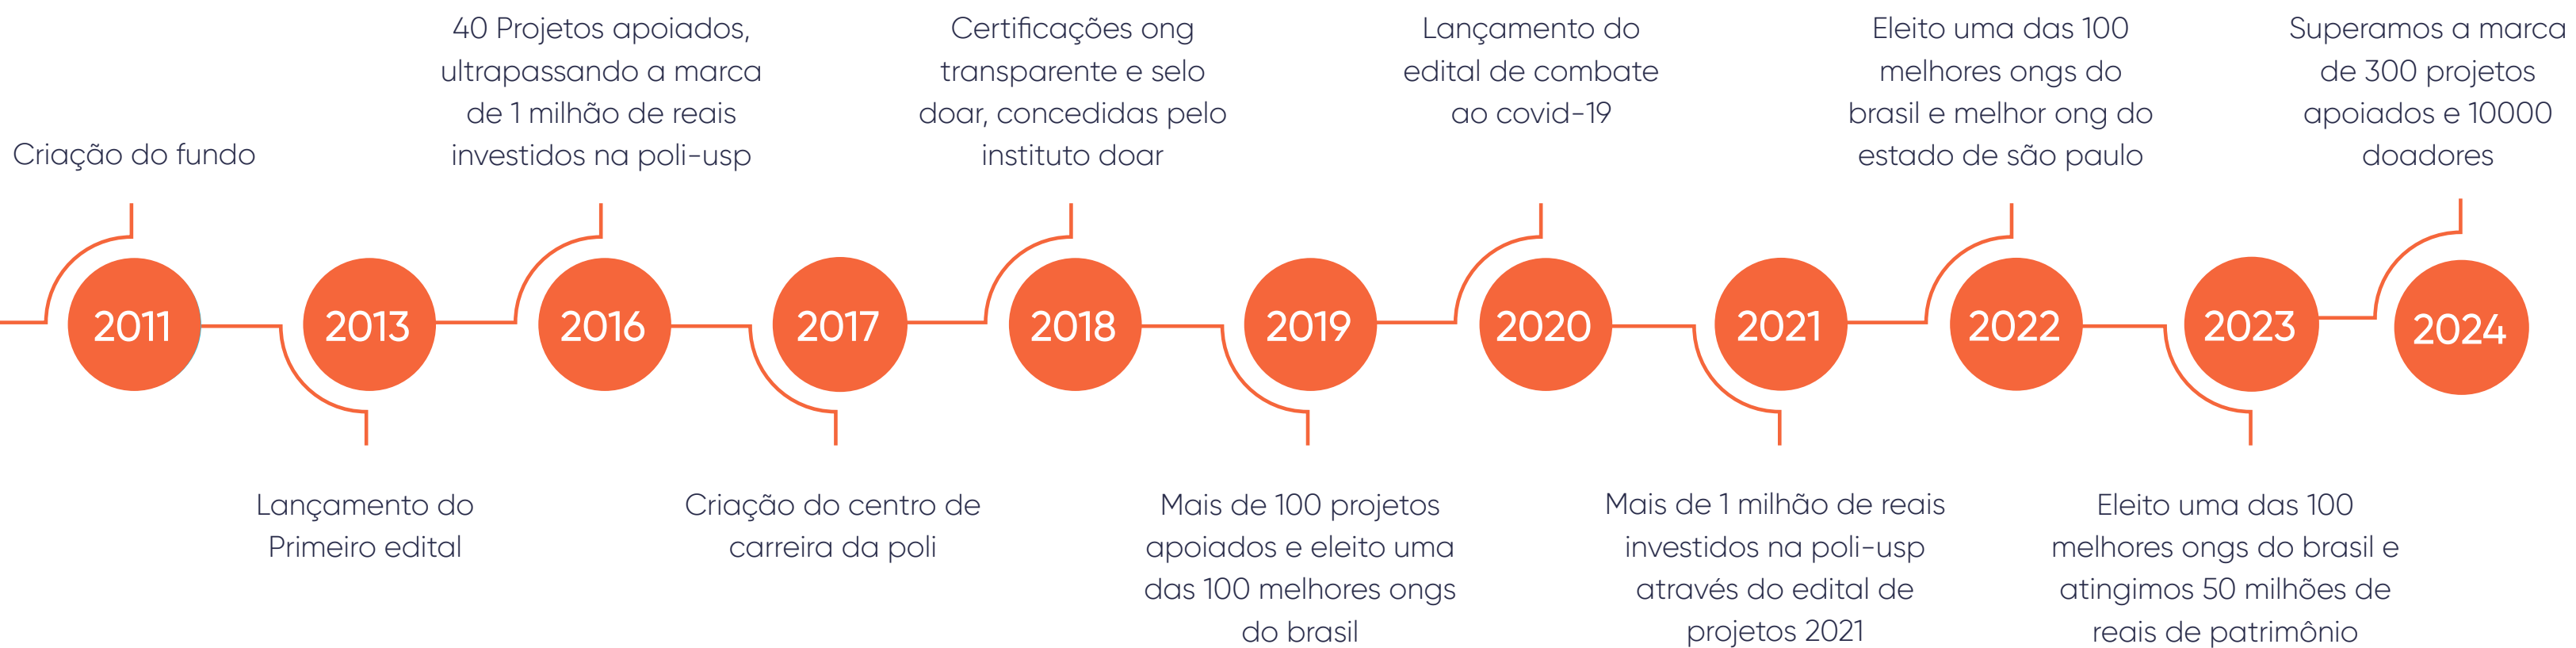 Criação do fundo
2011
2013
Lançamento do
Primeiro edital
40 Projetos apoiados,
ultrapassando a marca
de 1 milhão de reais
investidos na poli-usp
2016
2017
Criação do centro de
carreira da poli
Certificações ong
transparente e selo
doar, concedidas pelo
instituto doar
2018
2019
Mais de 100 projetos
apoiados e eleito uma
das 100 melhores ongs
do brasil
Lançamento do
edital de combate
ao covid-19
2020
2021
Mais de 1 milhão de reais
investidos na poli-usp
através do edital de
projetos 2021
Eleito uma das 100
melhores ongs do
brasil e melhor ong do
estado de são paulo
2022
2023
Eleito uma das 100
melhores ongs do brasil e
atingimos 50 milhões de
reais de patrimônio
Superamos a marca
de 300 projetos
apoiados e 10000
doadores
2024